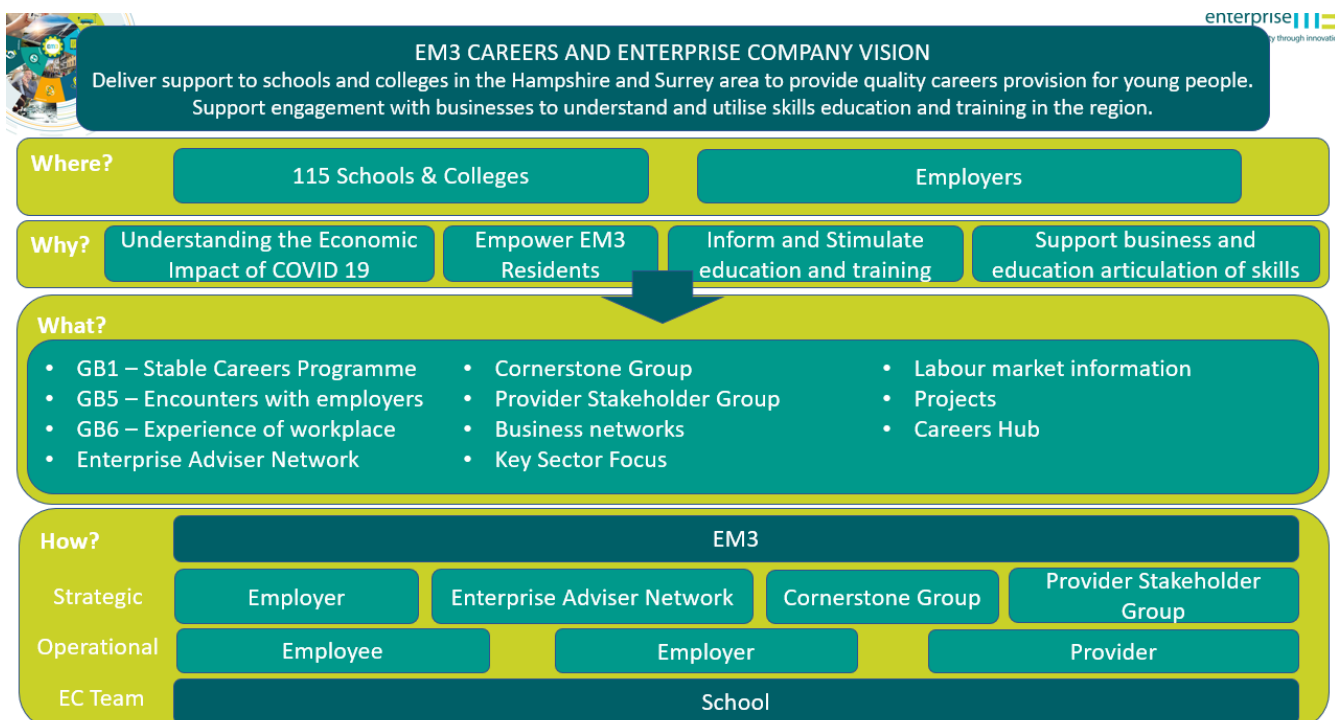 enterprise
ty through innovati
EM3 CAREERS AND ENTERPRISE COMPANY VISION
Deliver support to schools and colleges in the Hampshire and Surrey area to provide quality careers provision for young people.
Support engagement with businesses to understand and utilise skills education and training in the region.
Where?
115 Schools & Colleges
Employers
Why?
Understanding the Economic
Impact of COVID 19
Empower EM3
Residents
Inform and Stimulate
education and training
Support business and
education articulation of skills
What?
• GB1 – Stable Careers Programme
• GB5 – Encounters with employers
• GB6 – Experience of workplace
• Enterprise Adviser Network
• Cornerstone Group
• Provider Stakeholder Group
• Business networks
• Key Sector Focus
• Labour market information
• Projects
• Careers Hub
How?
EM3
Strategic
Employer
Enterprise Adviser Network
Cornerstone Group
Provider Stakeholder
Group
Operational
Employee
Employer
Provider
EC Team
School